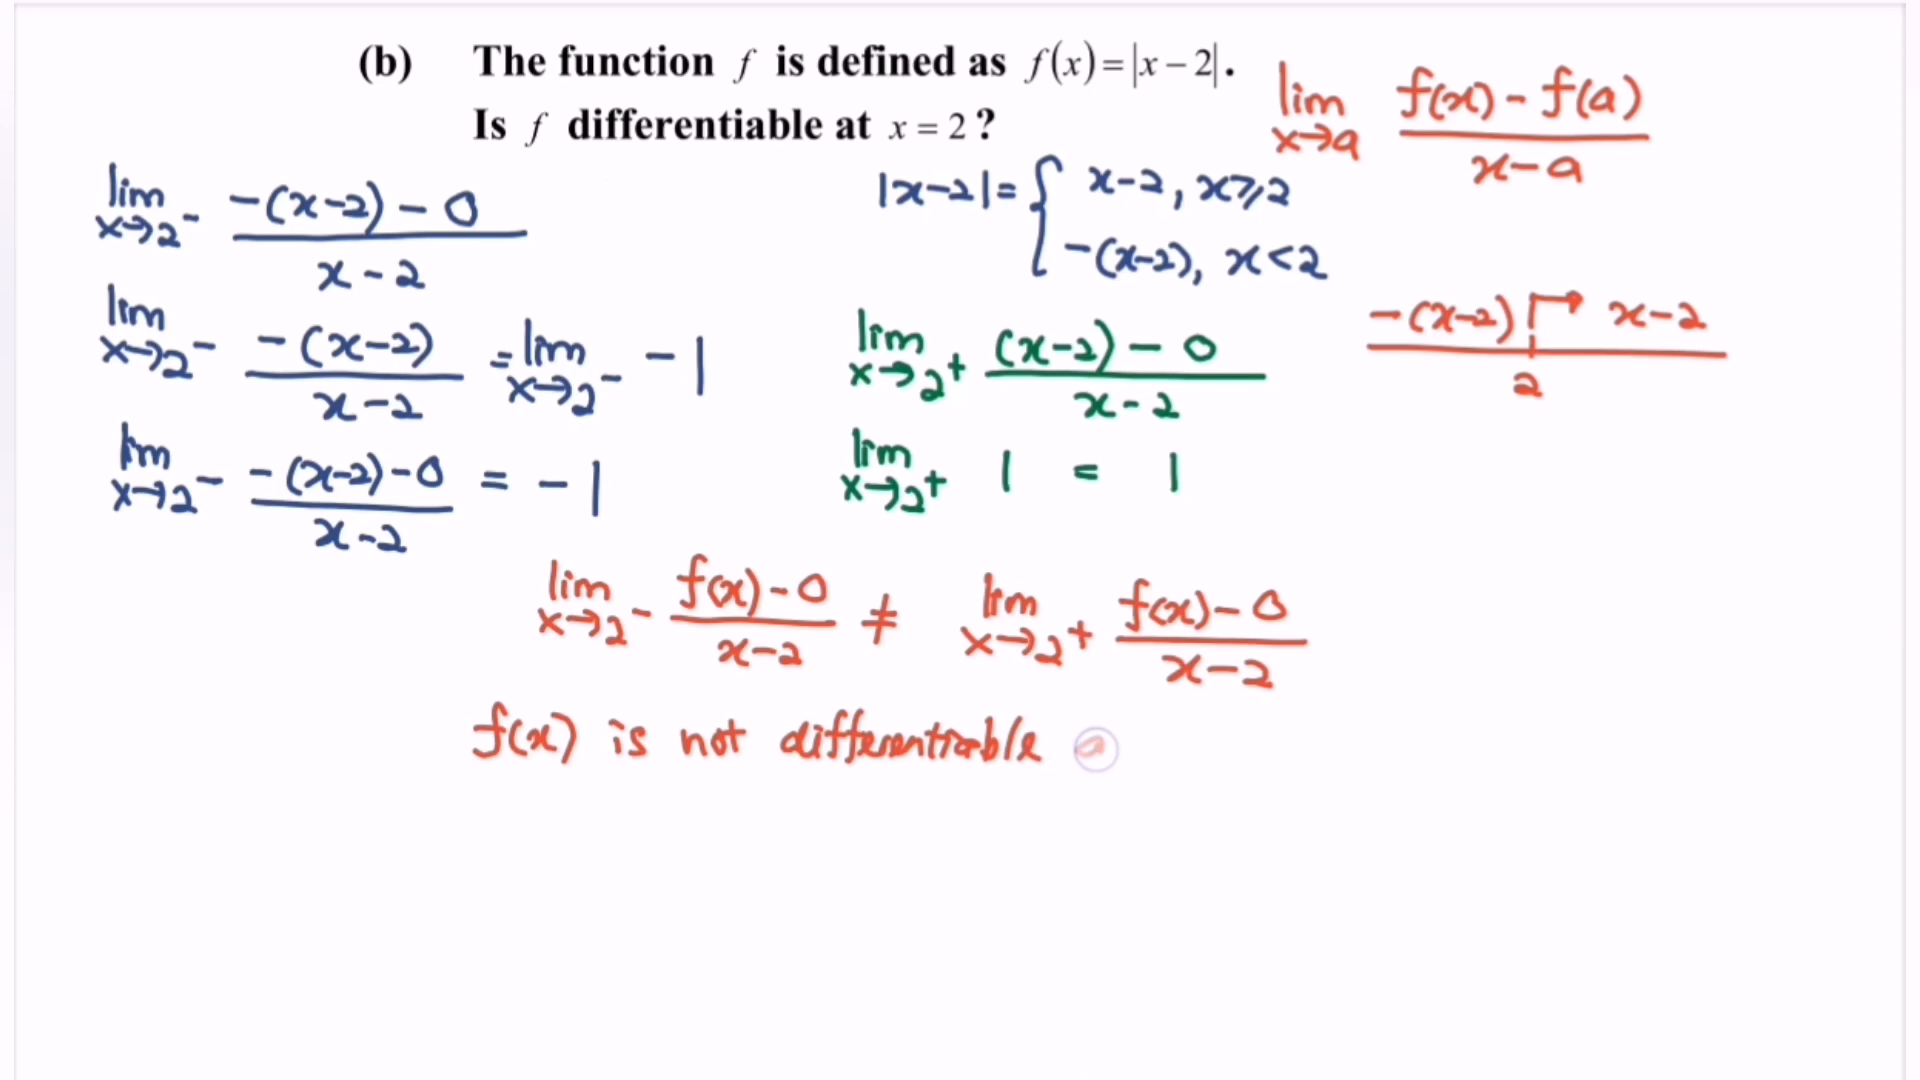 (b) The function f is defined as f(x)=|x−2|.
Is f differentiable at x=2?
lim x→a (f(x)-f(a))/(x-a)
|x-2| = { x-2, x⩾2
-(x-2), x<2
-(x-2) | x-2
2
lim x→2⁻ (-(x-2)-0)/(x-2)
lim x→2⁻ (-(x-2))/(x-2) = lim x→2⁻ -1
lim x→2⁻ (-(x-2)-0)/(x-2) = -1
lim x→2⁺ ((x-2)-0)/(x-2)
lim x→2⁺ 1 = 1
lim x→2⁻ (f(x)-0)/(x-2) ≠ lim x→2⁺ (f(x)-0)/(x-2)
f(x) is not differentiable a